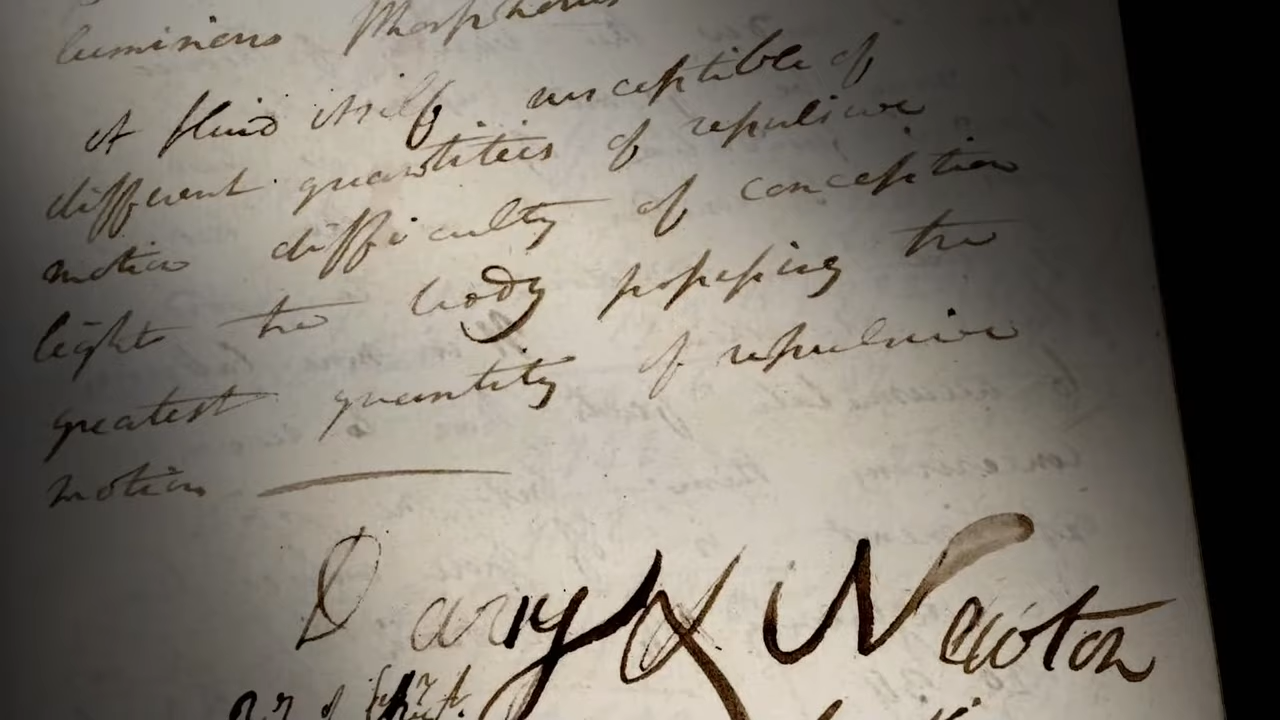 luminous Phosphorus
A fluid itself susceptible of
different quantities of repulsive
motion difficulty of conception
light the body possessing the
greatest quantity of repulsive
motion
Davy & Newton